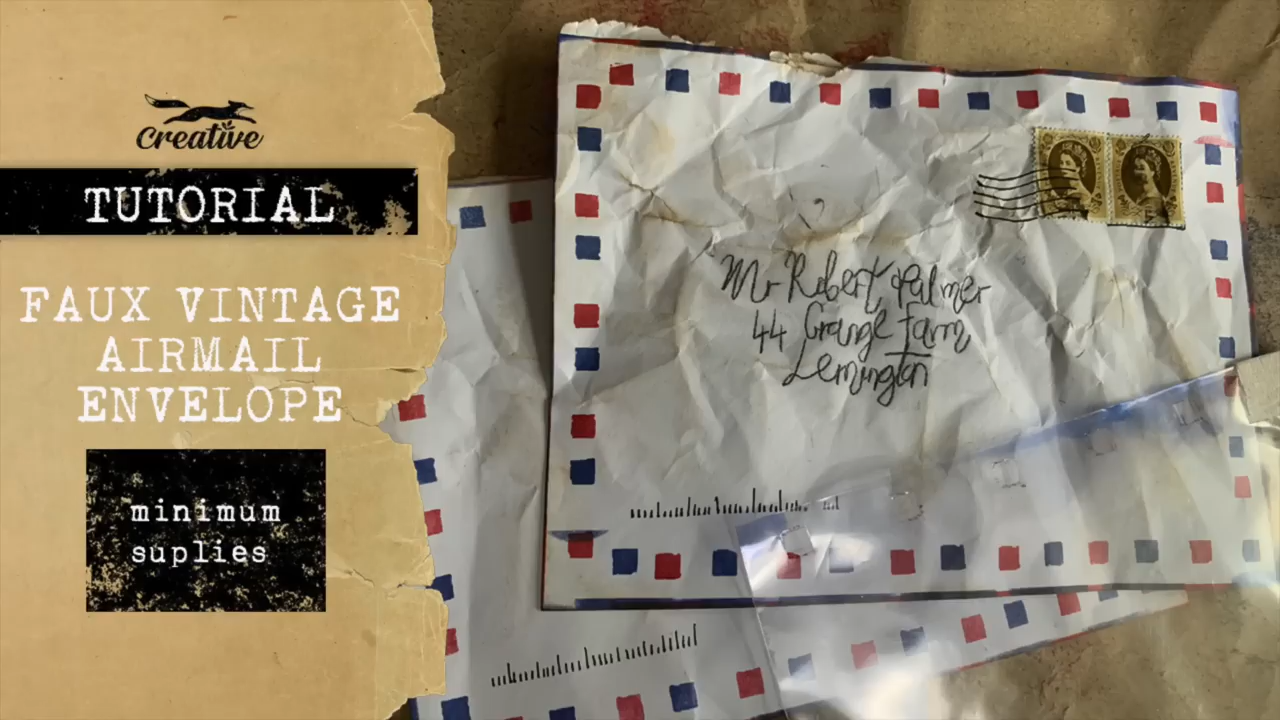 creative
TUTORIAL
FAUX VINTAGE
AIRMAIL
ENVELOPE
minimum
suplies
Mr Robert Palmer
44 Grange Farm
Lemington